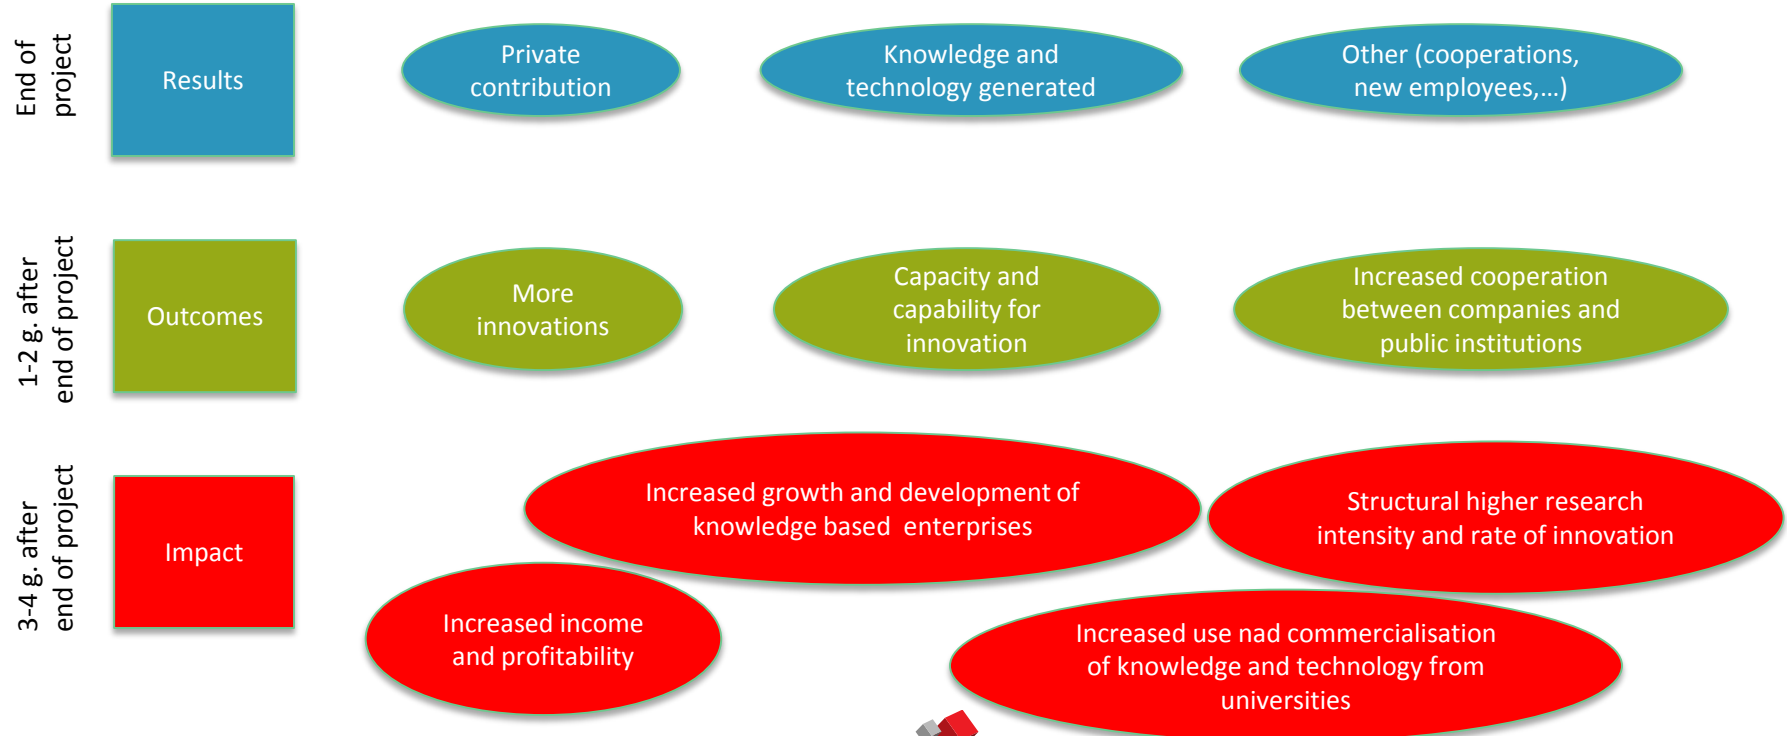 End of
project
Results
Private
contribution
Knowledge and
technology generated
Other (cooperations,
new employees,...)
1-2 g. after
end of project
Outcomes
More
innovations
Capacity and
capability for
innovation
Increased cooperation
between companies and
public institutions
3-4 g. after
end of project
Impact
Increased growth and development of
knowledge based  enterprises
Structural higher research
intensity and rate of innovation
Increased income
and profitability
Increased use nad commercialisation
of knowledge and technology from
universities